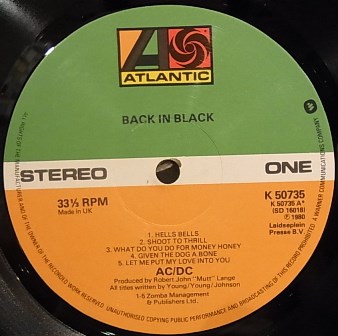 ATLANTIC
BACK IN BLACK
STEREO
ONE
33⅓ RPM
Made in UK
K 50735
K 50735 A*
(SD 16018)
℗ 1980
Laidseplein
Presse B.V.
1. HELLS BELLS
2. SHOOT TO THRILL
3. WHAT DO YOU DO FOR MONEY HONEY
4. GIVEN THE DOG A BONE
5. LET ME PUT MY LOVE INTO YOU
AC/DC
Produced by Robert John "Mutt" Lange
All titles written by Young/Young/Johnson
1-5 Zomba Management
& Publishers Ltd.
ALL RIGHTS OF THE MANUFACTURER AND OF THE OWNER OF THE RECORDED WORK RESERVED. UNAUTHORISED COPYING PUBLIC PERFORMANCE AND BROADCASTING OF THIS RECORD PROHIBITED. A WARNER COMMUNICATIONS COMPANY